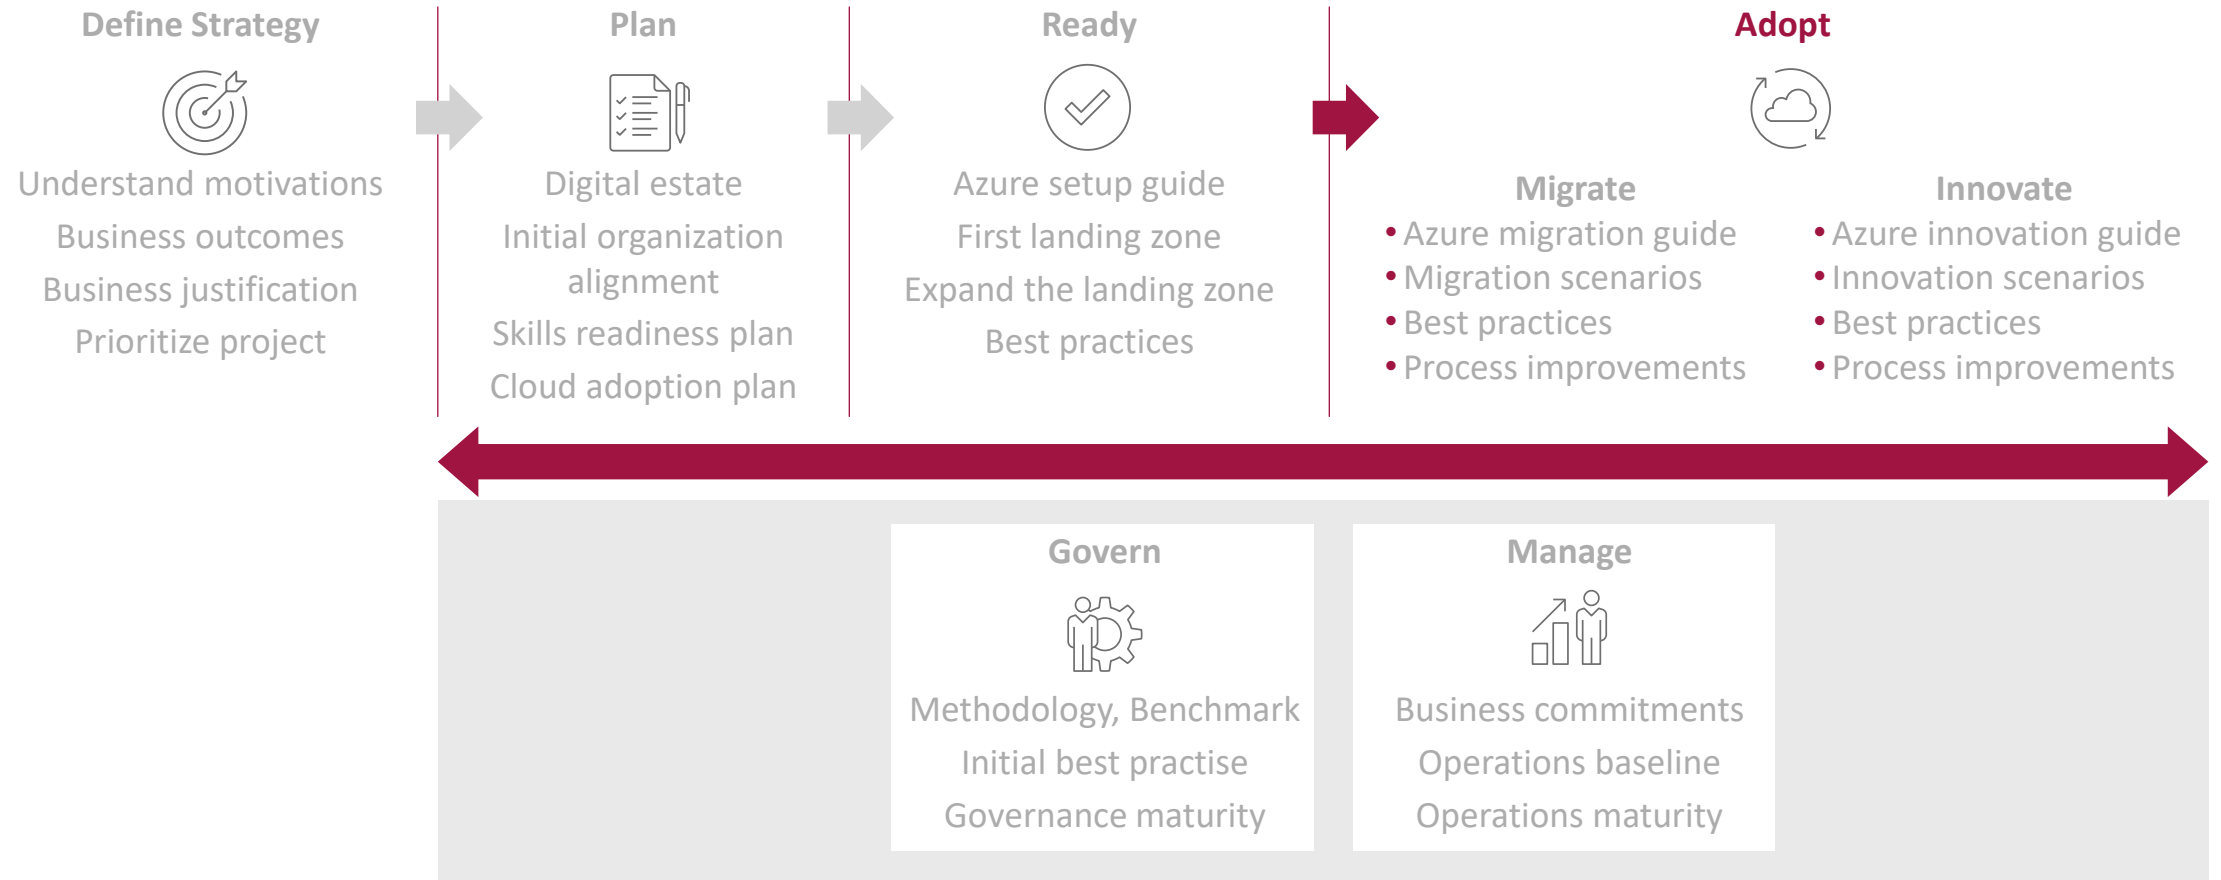 Define Strategy
Understand motivations
Business outcomes
Business justification
Prioritize project
Plan
Digital estate
Initial organization
alignment
Skills readiness plan
Cloud adoption plan
Ready
Azure setup guide
First landing zone
Expand the landing zone
Best practices
Adopt
Migrate
• Azure migration guide
• Migration scenarios
• Best practices
• Process improvements
Innovate
• Azure innovation guide
• Innovation scenarios
• Best practices
• Process improvements
Govern
Methodology, Benchmark
Initial best practise
Governance maturity
Manage
Business commitments
Operations baseline
Operations maturity